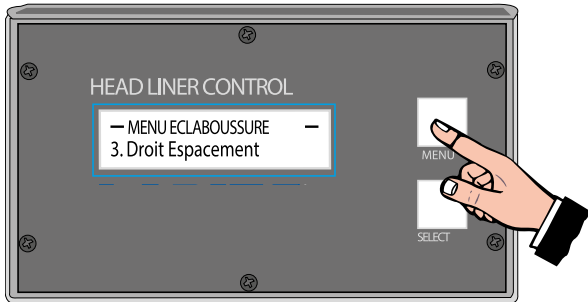 HEAD LINER CONTROL
— MENU ECLABOUSSURE —
3. Droit Espacement
MENU
SELECT